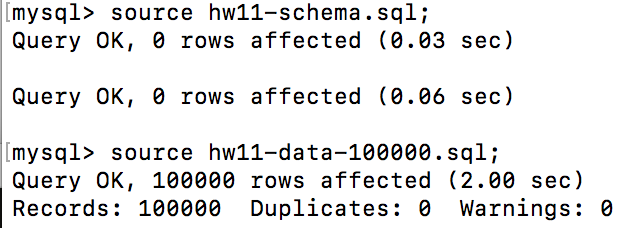 [mysql> source hw11-schema.sql;
Query OK, 0 rows affected (0.03 sec)
Query OK, 0 rows affected (0.06 sec)
[mysql> source hw11-data-100000.sql;
Query OK, 100000 rows affected (2.00 sec)
Records: 100000  Duplicates: 0  Warnings: 0